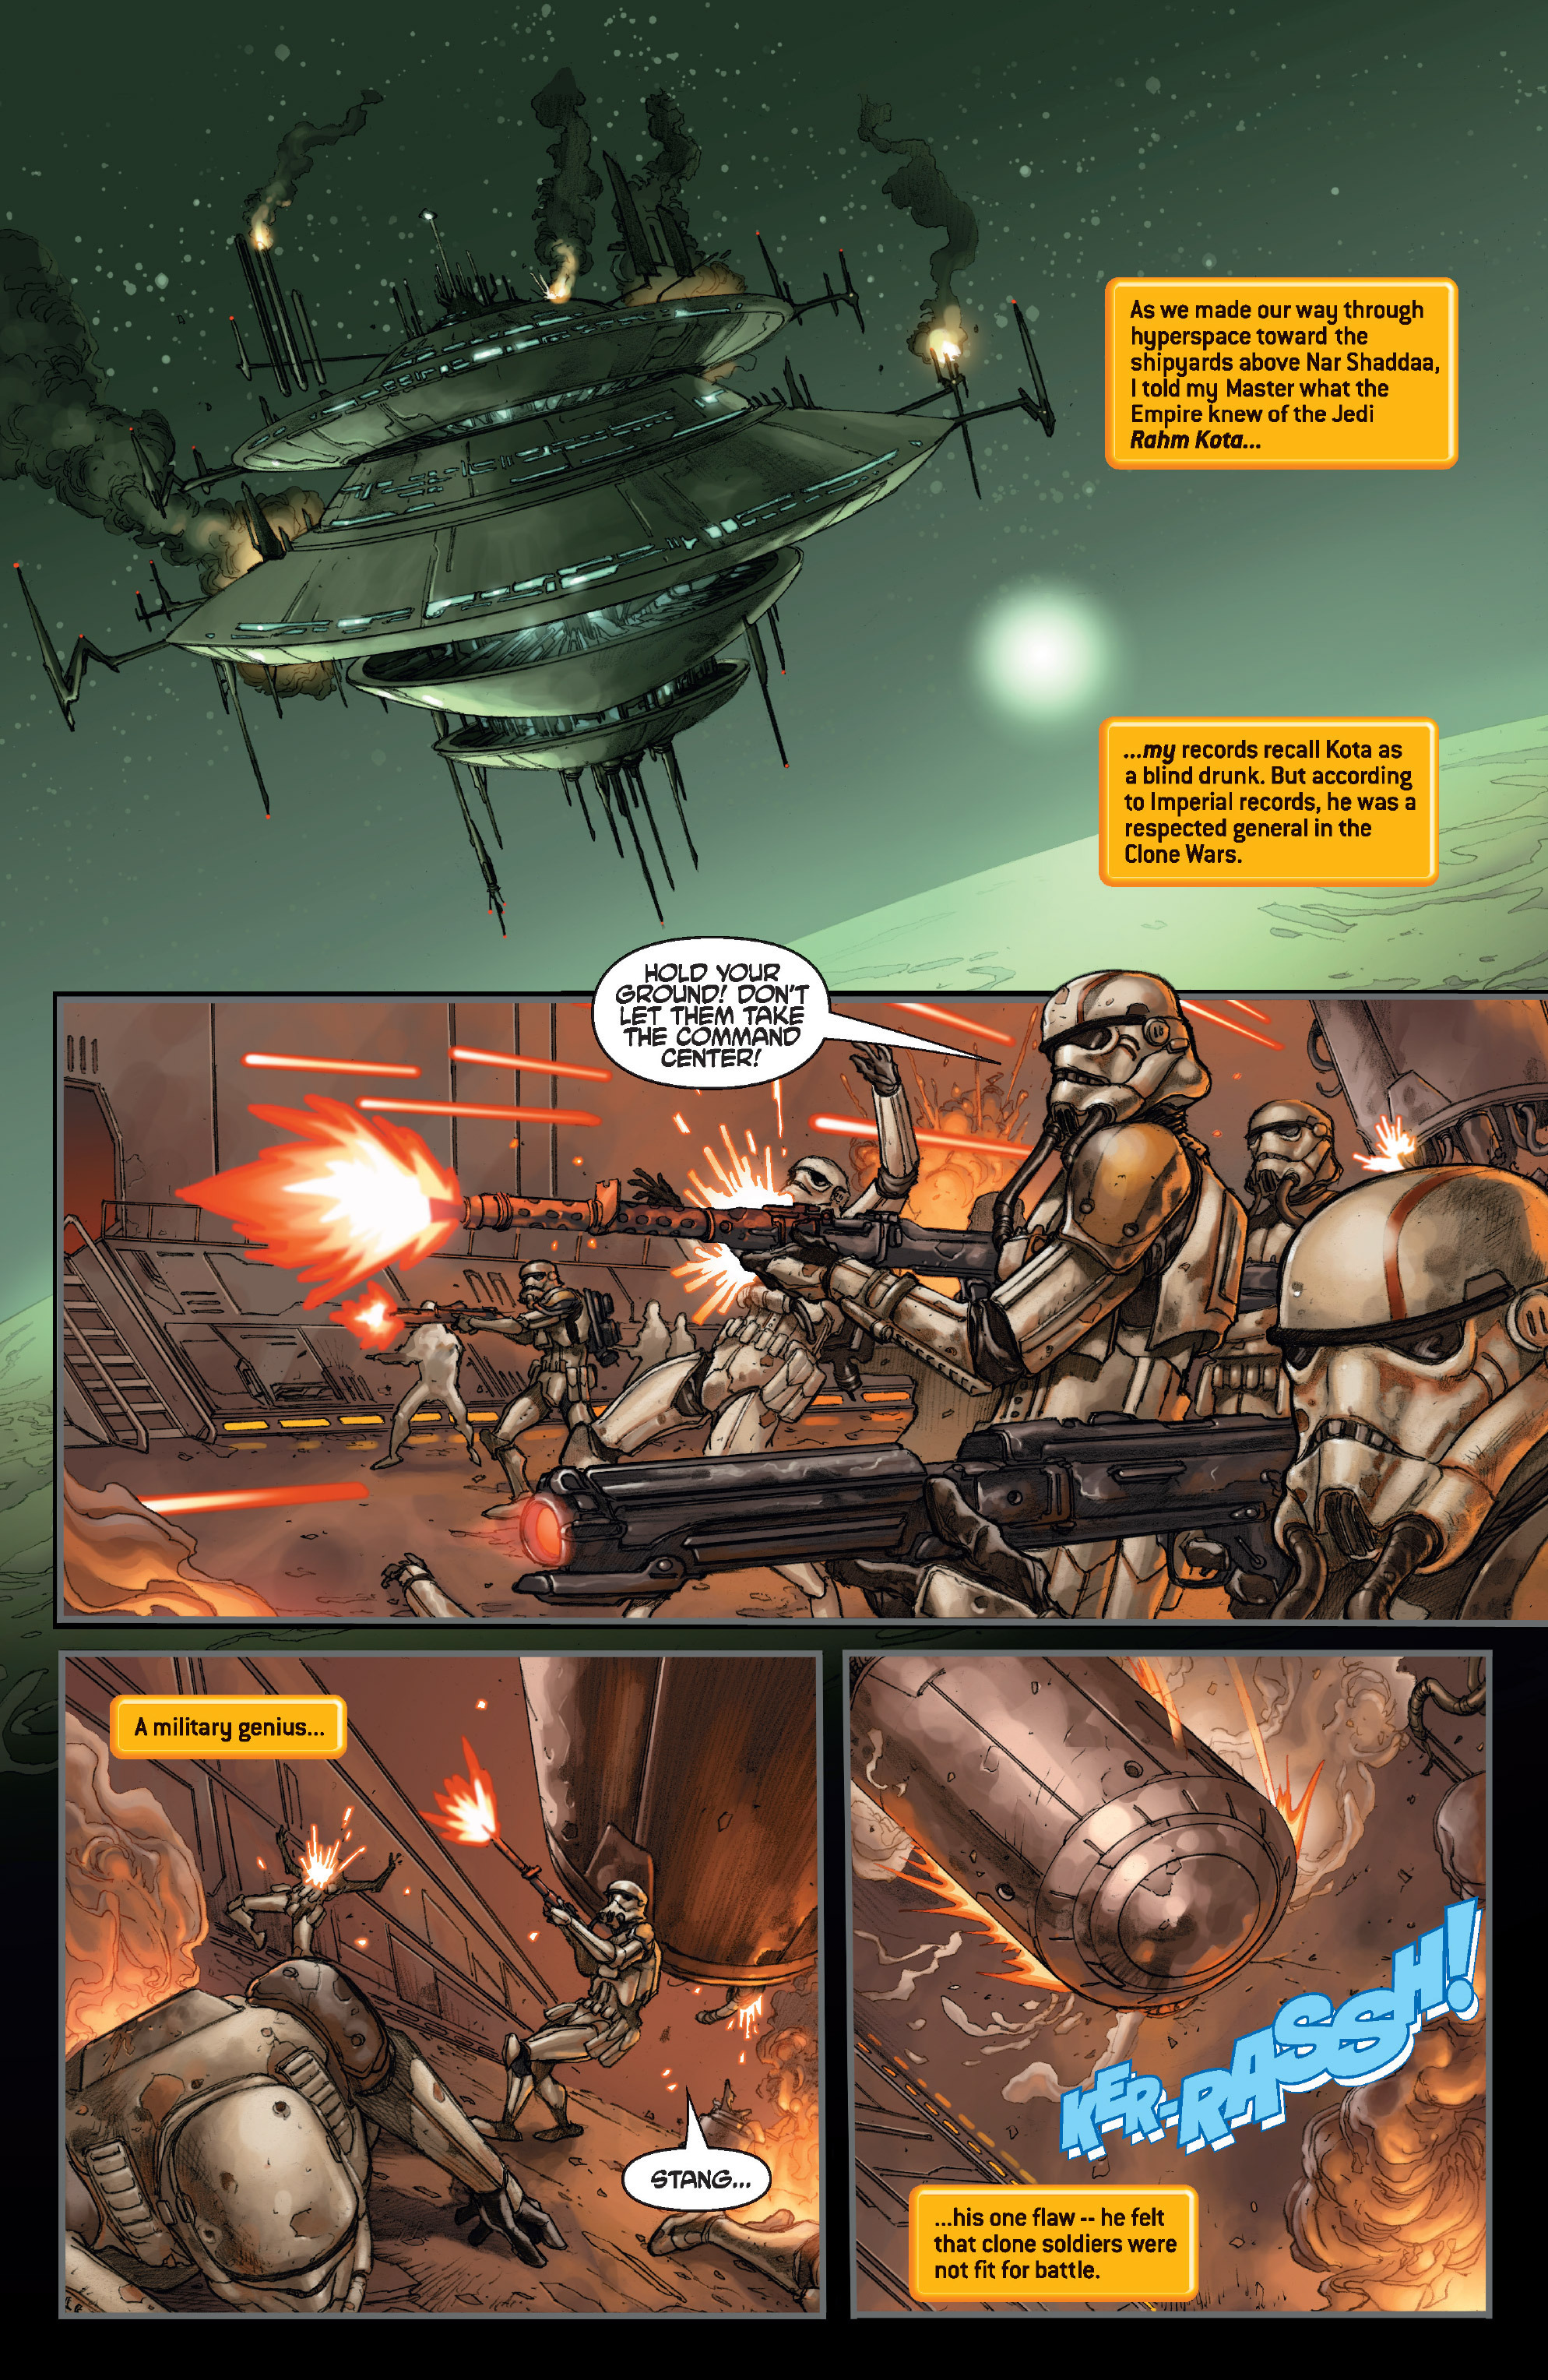 As we made our way through
hyperspace toward the
shipyards above Nar Shaddaa,
I told my Master what the
Empire knew of the Jedi
Rahm Kota...
...my records recall Kota as
a blind drunk. But according
to Imperial records, he was a
respected general in the
Clone Wars.
HOLD YOUR
GROUND! DON'T
LET THEM TAKE
THE COMMAND
CENTER!
A military genius...
STANG...
KER-RASSH!
...his one flaw -- he felt
that clone soldiers were
not fit for battle.